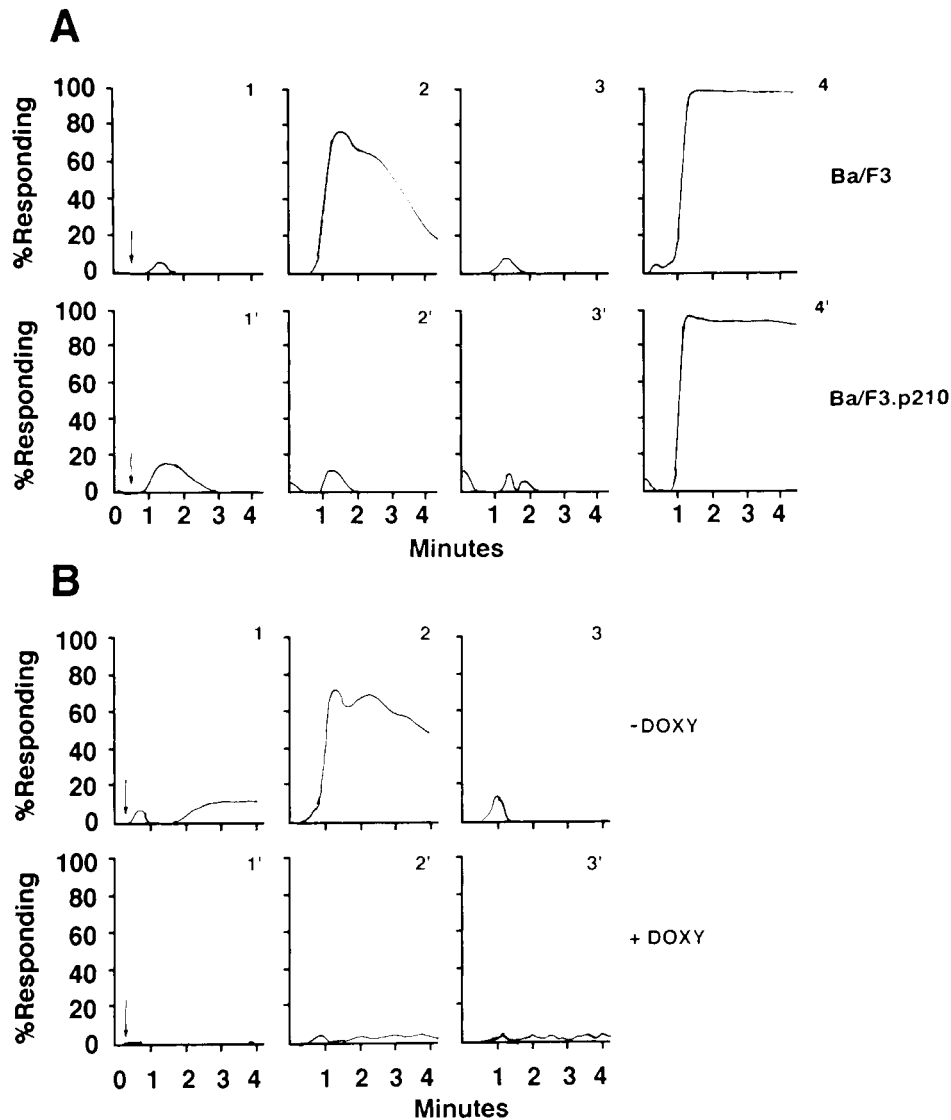 A
%Responding
100
80
60
40
20
0
1
2
3
4
Ba/F3
%Responding
100
80
60
40
20
0
1'
2'
3'
4'
Ba/F3.p210
0 1 2 3 4
1 2 3 4
1 2 3 4
1 2 3 4
Minutes
B
%Responding
100
80
60
40
20
0
1
2
3
-DOXY
%Responding
100
80
60
40
20
0
1'
2'
3'
+ DOXY
0 1 2 3 4
1 2 3 4
1 2 3 4
Minutes